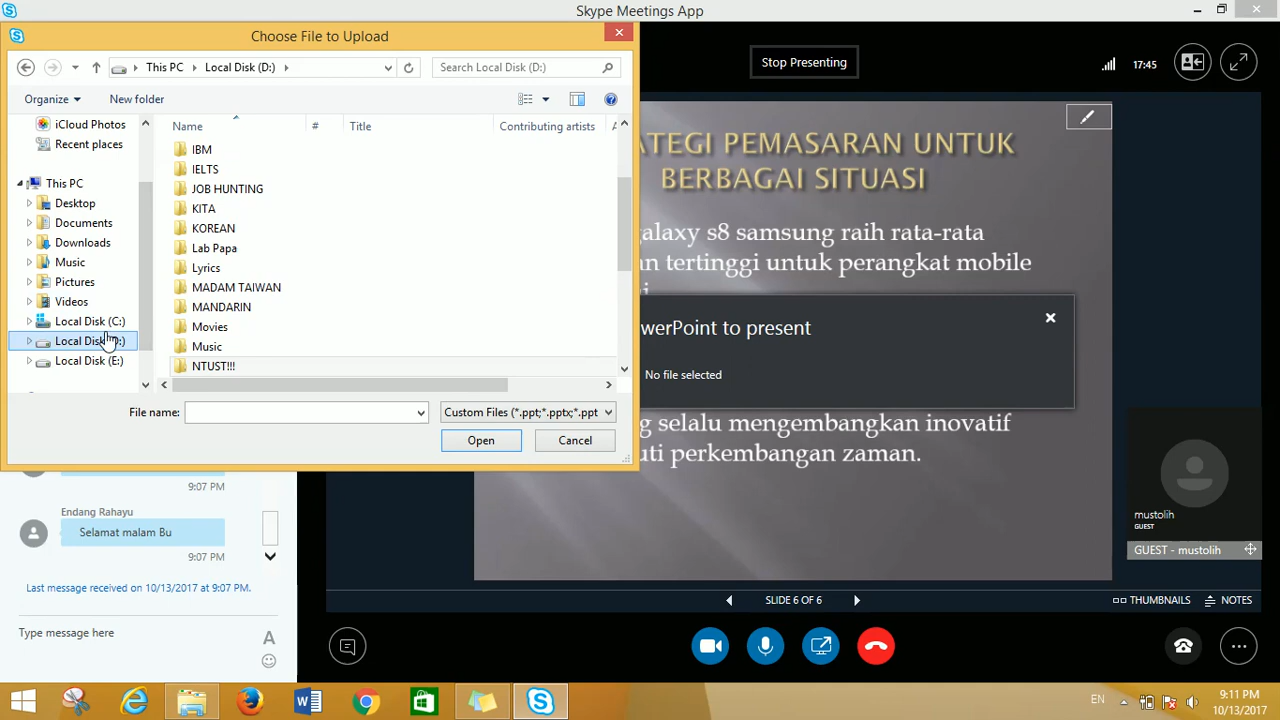 Skype Meetings App
Choose File to Upload
This PC
Local Disk (D:)
Search Local Disk (D:)
Organize
New folder
iCloud Photos
Recent places
This PC
Desktop
Documents
Downloads
Music
Pictures
Videos
Local Disk (C:)
Local Disk
Local Disk (E:)
Name
#
Title
Contributing artists
IBM
IELTS
JOB HUNTING
KITA
KOREAN
Lab Papa
Lyrics
MADAM TAIWAN
MANDARIN
Movies
Music
NTUST!!!
File name:
Custom Files (*.ppt;*.pptx;*.ppt
Open
Cancel
Stop Presenting
17:45
ATEGI PEMASARAN UNTUK
BERBAGAI SITUASI
galaxy s8 samsung raih rata-rata
n tertinggi untuk perangkat mobile
werPoint to present
No file selected
g selalu mengembangkan inovatif
uti perkembangan zaman.
mustolih
GUEST
GUEST - mustolih
SLIDE 6 OF 6
THUMBNAILS
NOTES
9:07 PM
Endang Rahayu
Selamat malam Bu
9:07 PM
Last message received on 10/13/2017 at 9:07 PM.
Type message here
A
EN
9:11 PM
10/13/2017